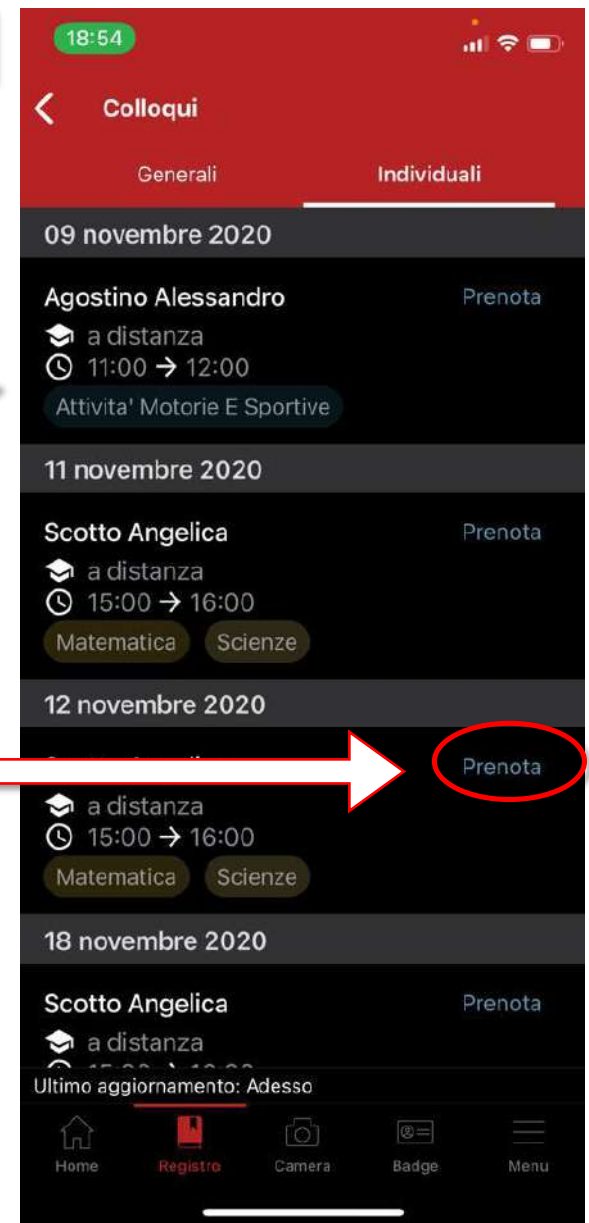 18:54
Colloqui
Generali Individuali
09 novembre 2020
Agostino Alessandro Prenota
a distanza
11:00 → 12:00
Attivita' Motorie E Sportive
11 novembre 2020
Scotto Angelica Prenota
a distanza
15:00 → 16:00
Matematica Scienze
12 novembre 2020
Prenota
a distanza
15:00 → 16:00
Matematica Scienze
18 novembre 2020
Scotto Angelica Prenota
a distanza
Ultimo aggiornamento: Adesso
Home Registro Camera Badge Menu